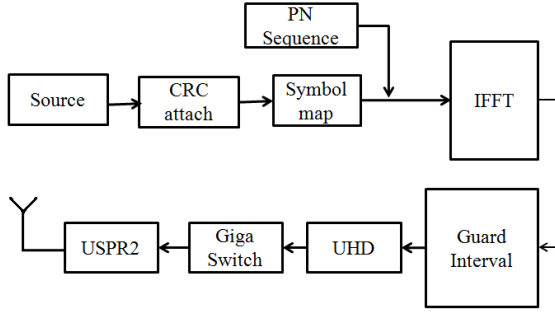 PN
Sequence
Source
CRC
attach
Symbol
map
IFFT
USPR2
Giga
Switch
UHD
Guard
Interval